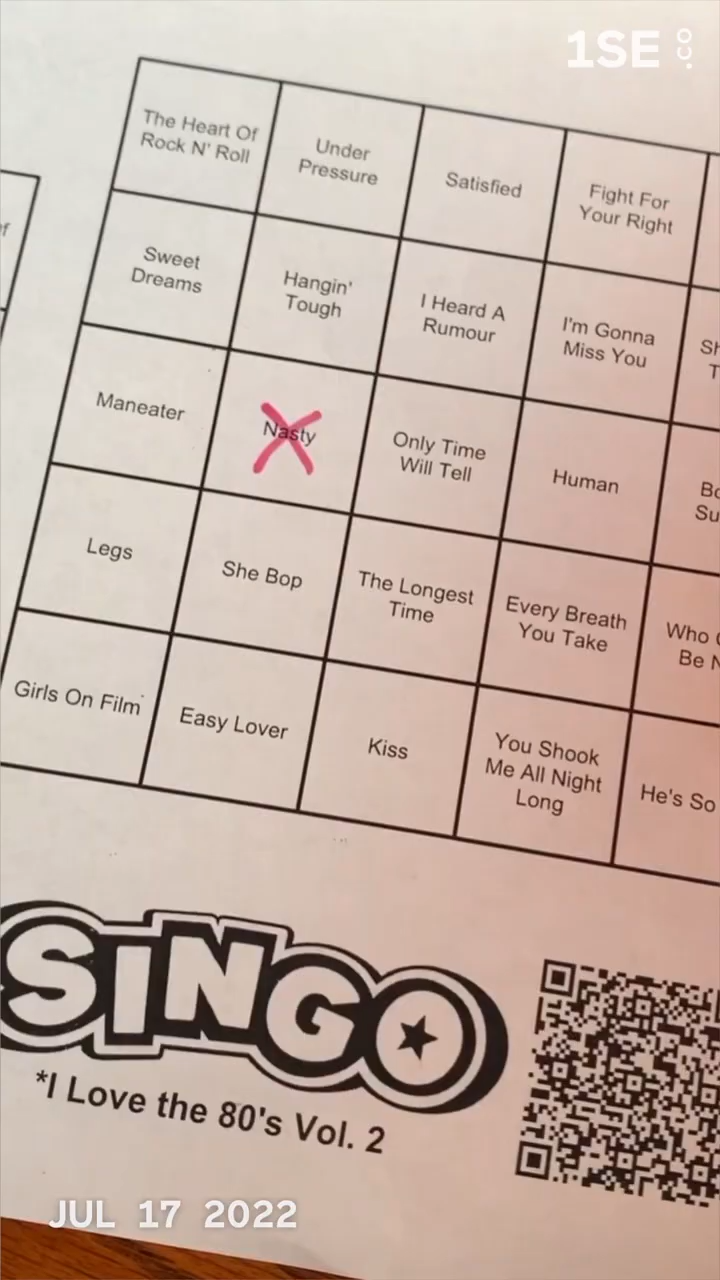 1SE.CO
The Heart Of
Rock N' Roll
Under
Pressure
Satisfied
Fight For
Your Right
Sweet
Dreams
Hangin'
Tough
I Heard A
Rumour
I'm Gonna
Miss You
Maneater
Nasty
Only Time
Will Tell
Human
Legs
She Bop
The Longest
Time
Every Breath
You Take
Who
Be
Girls On Film
Easy Lover
Kiss
You Shook
Me All Night
Long
He's So
SINGO
*I Love the 80's Vol. 2
JUL 17 2022